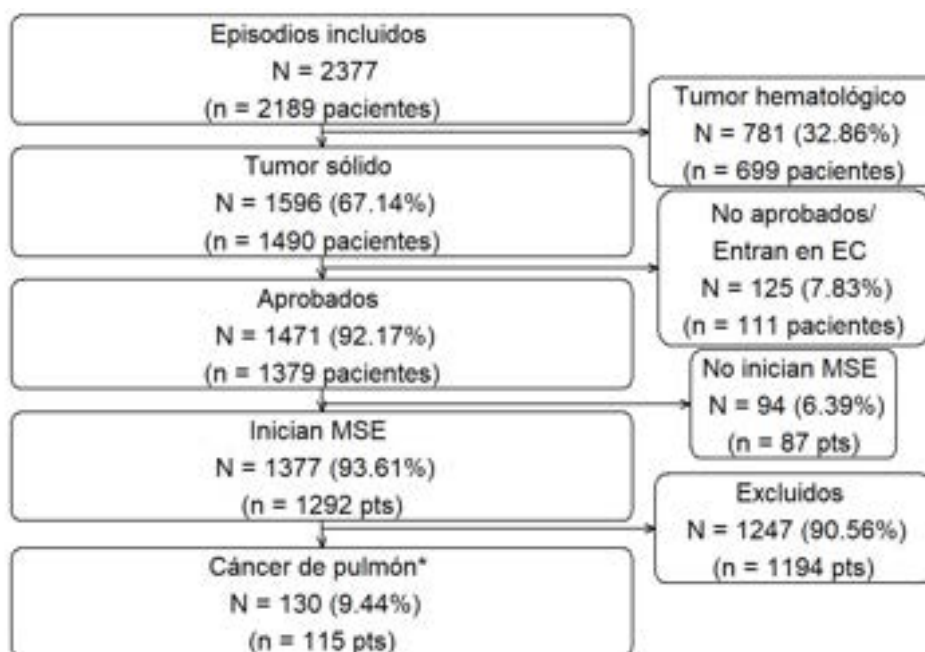 Episodios incluidos
N = 2377
(n = 2189 pacientes)
Tumor hematológico
N = 781 (32.86%)
(n = 699 pacientes)
Tumor sólido
N = 1596 (67.14%)
(n = 1490 pacientes)
No aprobados/
Entran en EC
N = 125 (7.83%)
(n = 111 pacientes)
Aprobados
N = 1471 (92.17%)
(n = 1379 pacientes)
No inician MSE
N = 94 (6.39%)
(n = 87 pts)
Inician MSE
N = 1377 (93.61%)
(n = 1292 pts)
Excluidos
N = 1247 (90.56%)
(n = 1194 pts)
Cáncer de pulmón*
N = 130 (9.44%)
(n = 115 pts)